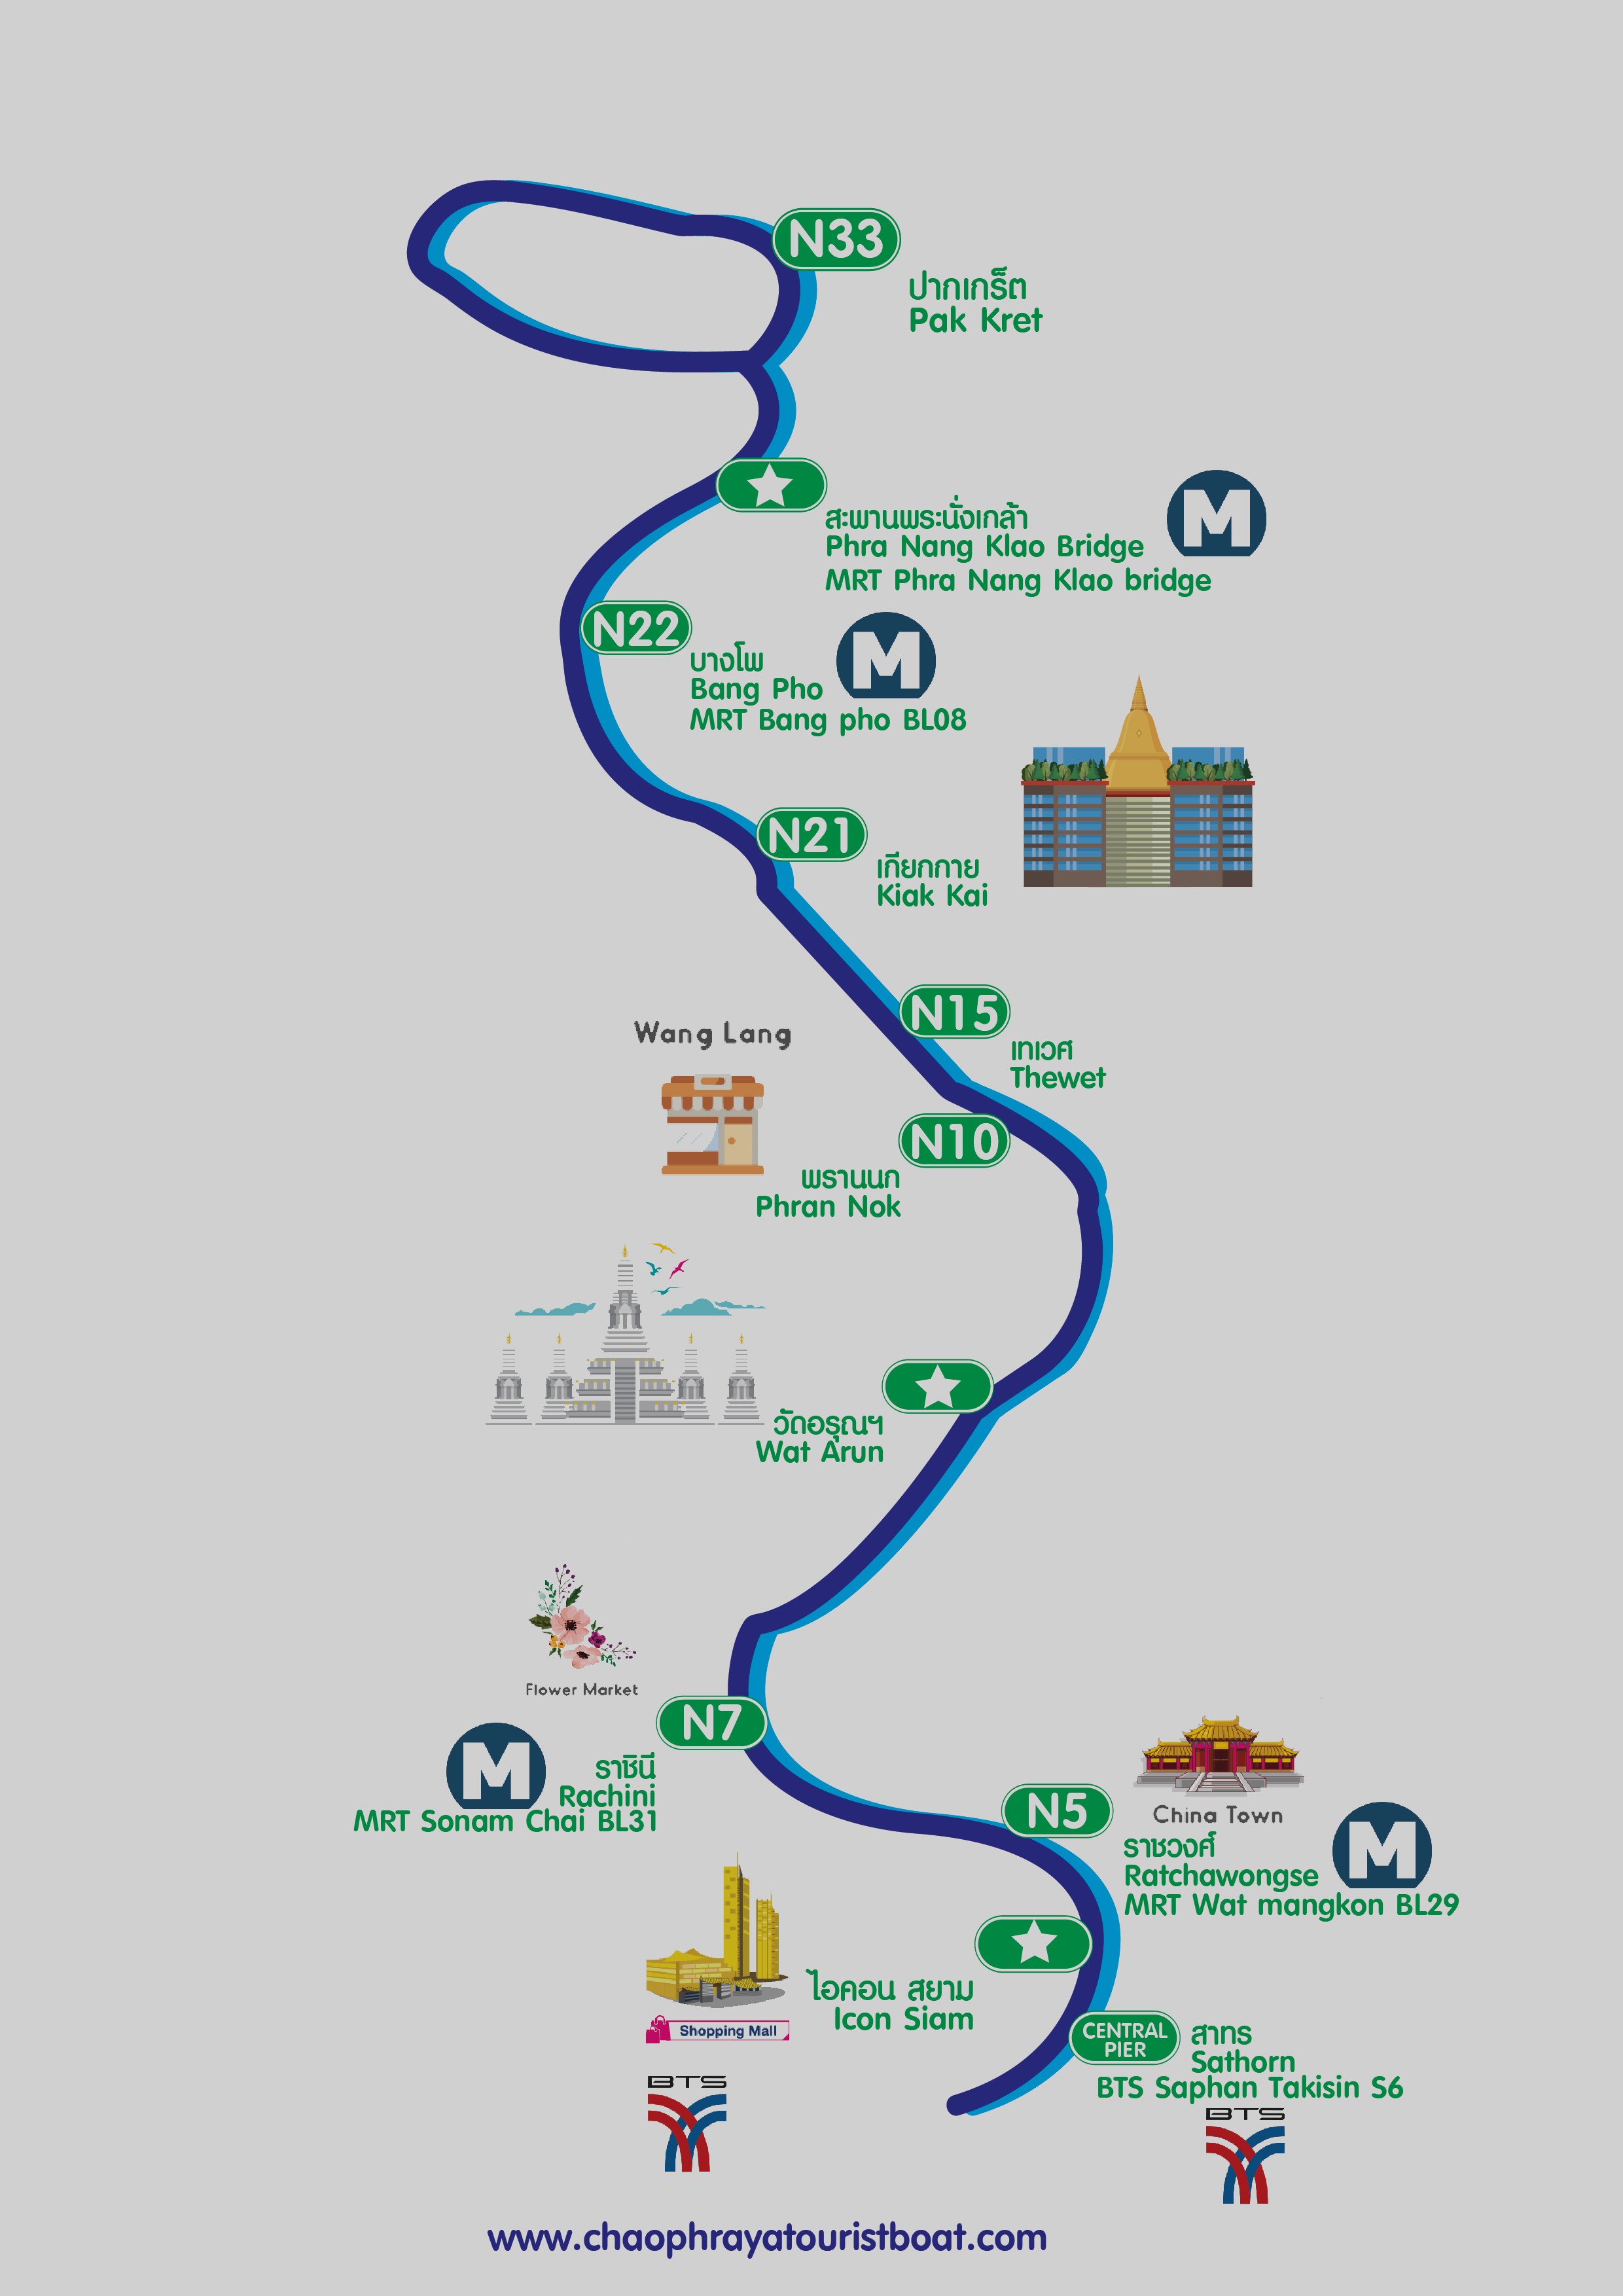 N33
ปากเกร็ด
Pak Kret
สะพานพระนั่งเกล้า
Phra Nang Klao Bridge
MRT Phra Nang Klao bridge
M
N22
บางโพ
Bang Pho
MRT Bang pho BL08
M
N21
เกียกกาย
Kiak Kai
N15
เทเวศ
Thewet
Wang Lang
N10
พรานนก
Phran Nok
วัดอรุณฯ
Wat Arun
Flower Market
N7
M
ราชินี
Rachini
MRT Sonam Chai BL31
China Town
N5
ราชวงศ์
Ratchawongse
MRT Wat mangkon BL29
M
ไอคอน สยาม
Icon Siam
Shopping Mall
BTS
CENTRAL
PIER
สาทร
Sathorn
BTS Saphan Takisin S6
BTS
www.chaophrayatouristboat.com